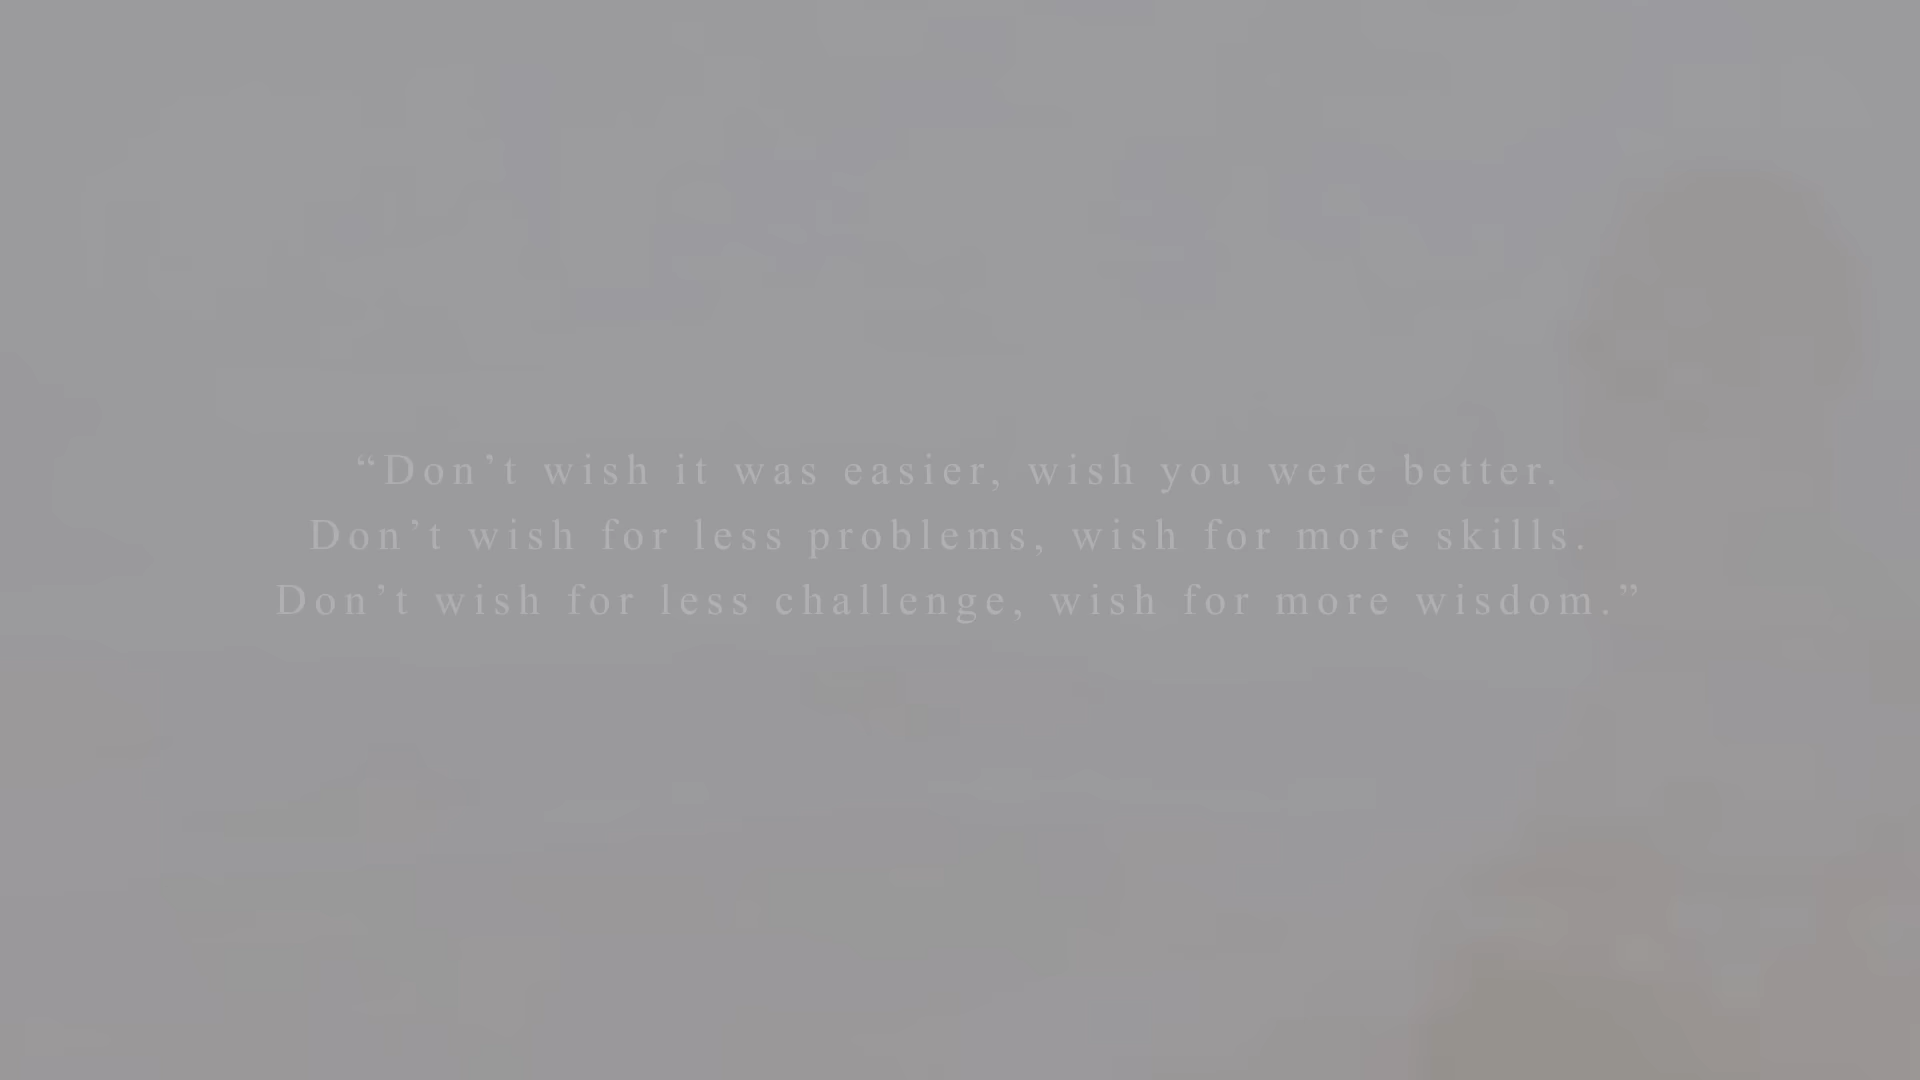 “Don’t wish it was easier, wish you were better.
Don’t wish for less problems, wish for more skills.
Don’t wish for less challenge, wish for more wisdom.”